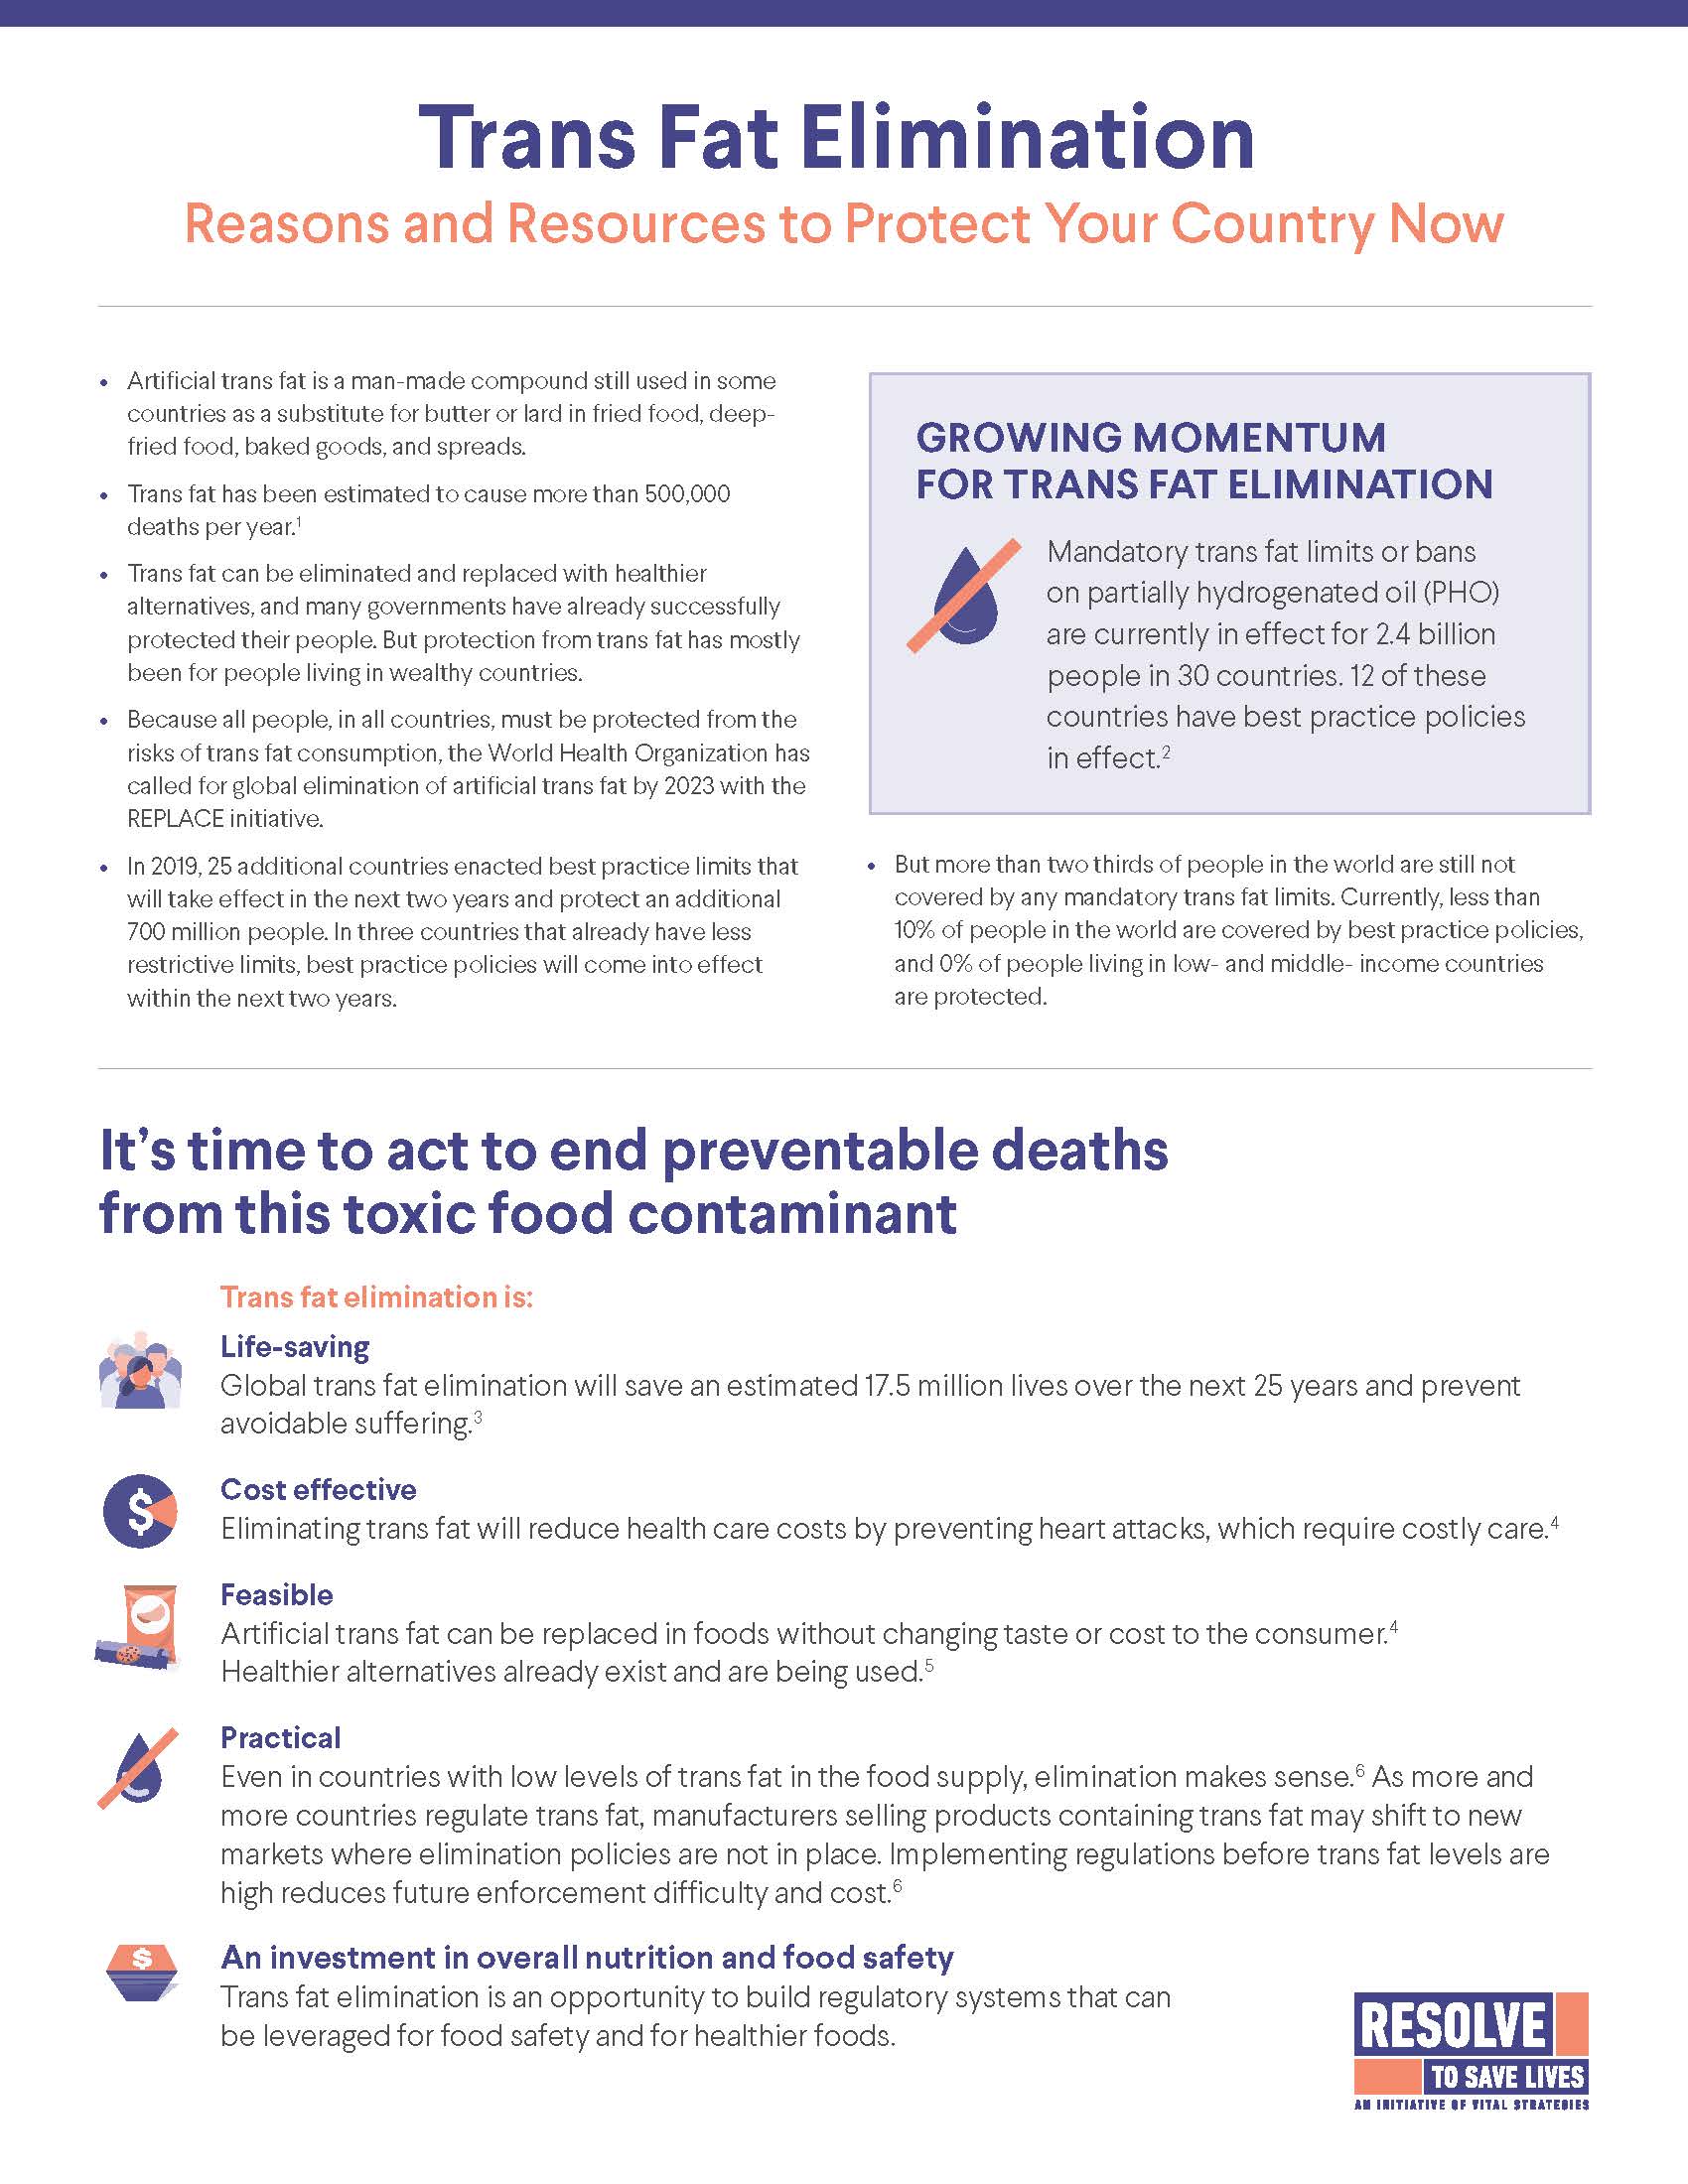 Trans Fat Elimination
Reasons and Resources to Protect Your Country Now
• Artificial trans fat is a man-made compound still used in some
countries as a substitute for butter or lard in fried food, deep-
fried food, baked goods, and spreads.
• Trans fat has been estimated to cause more than 500,000
deaths per year.¹
• Trans fat can be eliminated and replaced with healthier
alternatives, and many governments have already successfully
protected their people. But protection from trans fat has mostly
been for people living in wealthy countries.
• Because all people, in all countries, must be protected from the
risks of trans fat consumption, the World Health Organization has
called for global elimination of artificial trans fat by 2023 with the
REPLACE initiative.
• In 2019, 25 additional countries enacted best practice limits that
will take effect in the next two years and protect an additional
700 million people. In three countries that already have less
restrictive limits, best practice policies will come into effect
within the next two years.
GROWING MOMENTUM
FOR TRANS FAT ELIMINATION
Mandatory trans fat limits or bans
on partially hydrogenated oil (PHO)
are currently in effect for 2.4 billion
people in 30 countries. 12 of these
countries have best practice policies
in effect.²
• But more than two thirds of people in the world are still not
covered by any mandatory trans fat limits. Currently, less than
10% of people in the world are covered by best practice policies,
and 0% of people living in low- and middle- income countries
are protected.
It's time to act to end preventable deaths
from this toxic food contaminant
Trans fat elimination is:
Life-saving
Global trans fat elimination will save an estimated 17.5 million lives over the next 25 years and prevent
avoidable suffering.³
$
Cost effective
Eliminating trans fat will reduce health care costs by preventing heart attacks, which require costly care.⁴
Feasible
Artificial trans fat can be replaced in foods without changing taste or cost to the consumer.⁴
Healthier alternatives already exist and are being used.⁵
Practical
Even in countries with low levels of trans fat in the food supply, elimination makes sense.⁶ As more and
more countries regulate trans fat, manufacturers selling products containing trans fat may shift to new
markets where elimination policies are not in place. Implementing regulations before trans fat levels are
high reduces future enforcement difficulty and cost.⁶
$
An investment in overall nutrition and food safety
Trans fat elimination is an opportunity to build regulatory systems that can
be leveraged for food safety and for healthier foods.
RESOLVE
TO SAVE LIVES
AN INITIATIVE OF VITAL STRATEGIES